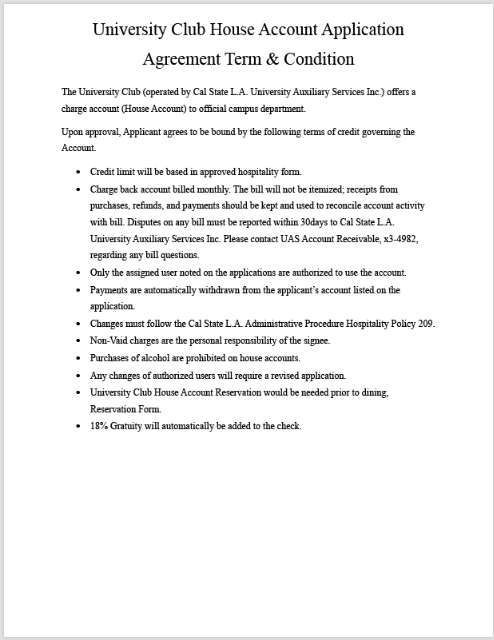 University Club House Account Application
Agreement Term & Condition
The University Club (operated by Cal State L.A. University Auxiliary Services Inc.) offers a
charge account (House Account) to official campus department.
Upon approval, Applicant agrees to be bound by the following terms of credit governing the
Account.
• Credit limit will be based in approved hospitality form.
• Charge back account billed monthly. The bill will not be itemized; receipts from
purchases, refunds, and payments should be kept and used to reconcile account activity
with bill. Disputes on any bill must be reported within 30days to Cal State L.A.
University Auxiliary Services Inc. Please contact UAS Account Receivable, x3-4982,
regarding any bill questions.
• Only the assigned user noted on the applications are authorized to use the account.
• Payments are automatically withdrawn from the applicant's account listed on the
application.
• Changes must follow the Cal State L.A. Administrative Procedure Hospitality Policy 209.
• Non-Vaid charges are the personal responsibility of the signee.
• Purchases of alcohol are prohibited on house accounts.
• Any changes of authorized users will require a revised application.
• University Club House Account Reservation would be needed prior to dining,
Reservation Form.
• 18% Gratuity will automatically be added to the check.